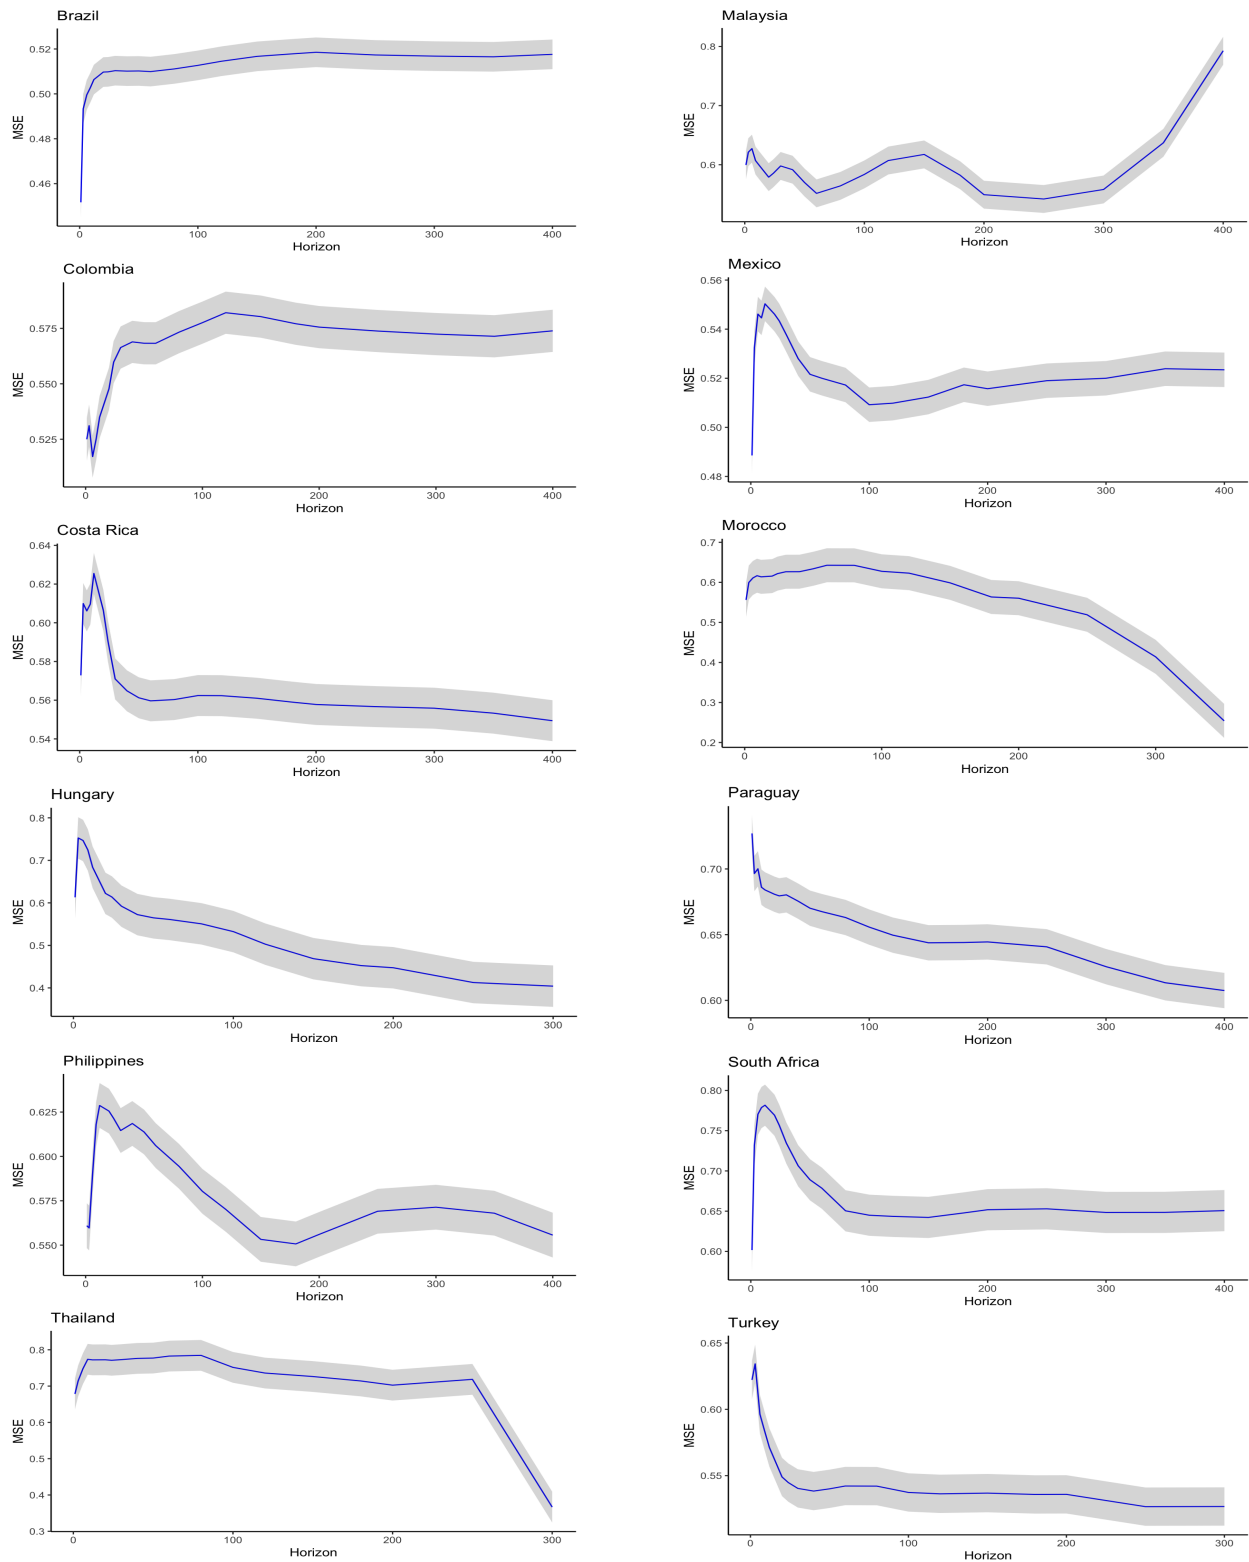 Brazil
MSE
0.52
0.50
0.48
0.46
0 100 200 300 400
Horizon
Malaysia
MSE
0.8
0.7
0.6
0 100 200 300 400
Horizon
Colombia
MSE
0.575
0.550
0.525
0 100 200 300 400
Horizon
Mexico
MSE
0.56
0.54
0.52
0.50
0.48
0 100 200 300 400
Horizon
Costa Rica
MSE
0.64
0.62
0.60
0.58
0.56
0.54
0 100 200 300 400
Horizon
Morocco
MSE
0.7
0.6
0.5
0.4
0.3
0.2
0 100 200 300
Horizon
Hungary
MSE
0.8
0.7
0.6
0.5
0.4
0 100 200 300
Horizon
Paraguay
MSE
0.70
0.65
0.60
0 100 200 300 400
Horizon
Philippines
MSE
0.625
0.600
0.575
0.550
0 100 200 300 400
Horizon
South Africa
MSE
0.80
0.75
0.70
0.65
0.60
0 100 200 300 400
Horizon
Thailand
MSE
0.8
0.7
0.6
0.5
0.4
0.3
0 100 200 300
Horizon
Turkey
MSE
0.65
0.60
0.55
0 100 200 300
Horizon